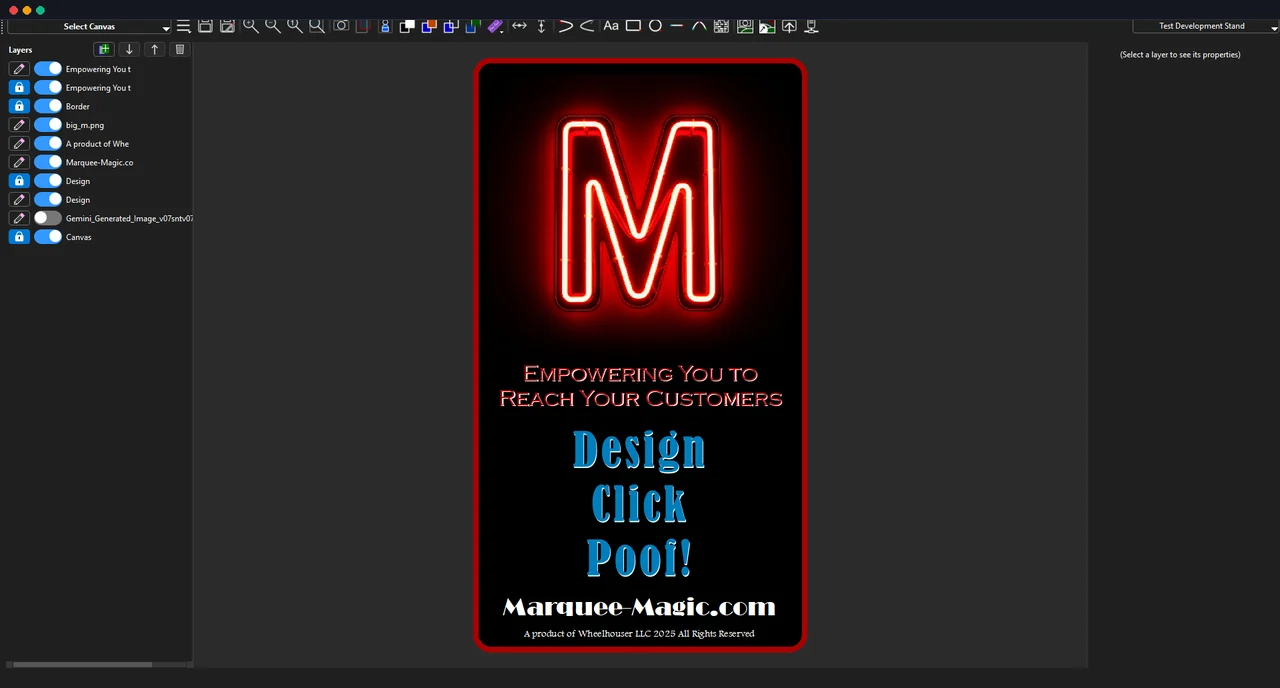 Select Canvas
Aa
Test Development Stand
Layers
(Select a layer to see its properties)
Empowering You t
Empowering You t
Border
big_m.png
A product of Whe
Marquee-Magic.co
Design
Design
Gemini_Generated_Image_v07sntv07
Canvas
M
Empowering You to
Reach Your Customers
Design
Click
Poof!
Marquee-Magic.com
A product of Wheelhouser LLC 2025 All Rights Reserved